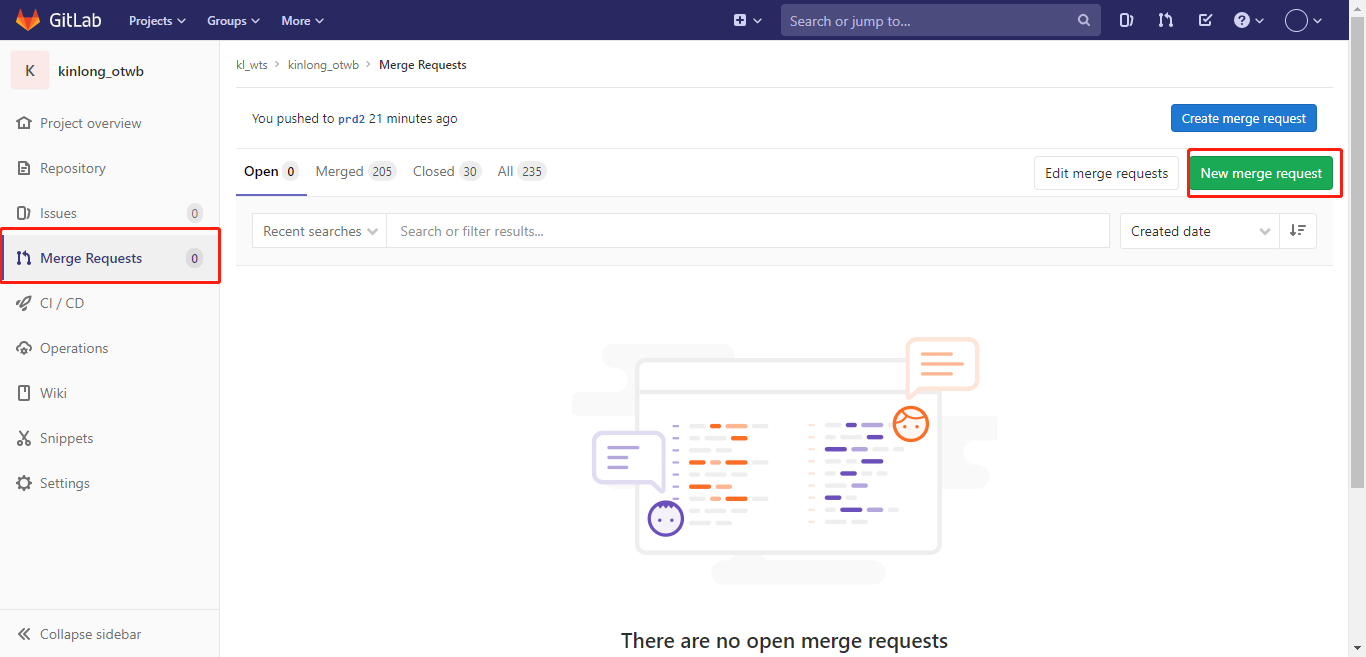 GitLab Projects Groups More Search or jump to...
K kinlong_otwb
Project overview
Repository
Issues 0
Merge Requests 0
CI / CD
Operations
Wiki
Snippets
Settings
Collapse sidebar
kl_wts > kinlong_otwb > Merge Requests
You pushed to prd2 21 minutes ago Create merge request
Open 0 Merged 205 Closed 30 All 235 Edit merge requests New merge request
Recent searches Search or filter results... Created date
There are no open merge requests